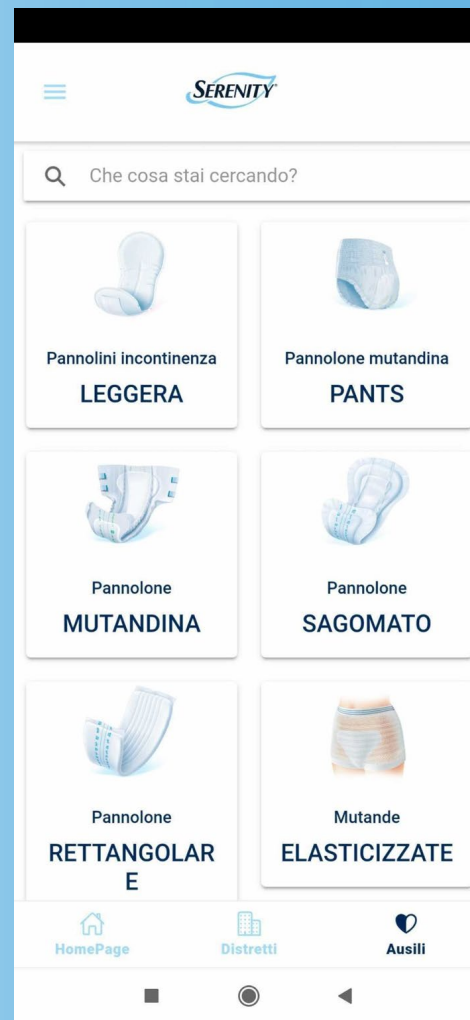 SERENITY
Che cosa stai cercando?
Pannolini incontinenza
LEGGERA
Pannolone mutandina
PANTS
Pannolone
MUTANDINA
Pannolone
SAGOMATO
Pannolone
RETTANGOLAR
E
Mutande
ELASTICIZZATE
HomePage
Distretti
Ausili